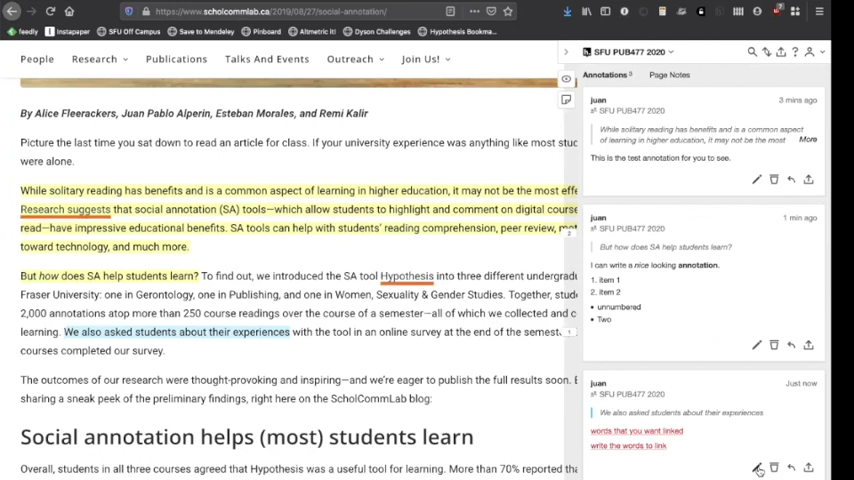 https://www.scholcommlab.ca/2019/08/27/social-annotation/
feedly Instapaper SFU Off Campus Save to Mendeley Pinboard Altmetric it! Dyson Challenges Hypothesis Bookmar...
People Research Publications Talks And Events Outreach Join Us!
By Alice Fleerackers, Juan Pablo Alperin, Esteban Morales, and Remi Kalir
Picture the last time you sat down to read an article for class. If your university experience was anything like most
were alone.
While solitary reading has benefits and is a common aspect of learning in higher education, it may not be the most
Research suggests that social annotation (SA) tools—which allow students to highlight and comment on digital course
read—have impressive educational benefits. SA tools can help with students' reading comprehension, peer review,
toward technology, and much more.
But how does SA help students learn? To find out, we introduced the SA tool Hypothesis into three different
Fraser University: one in Gerontology, one in Publishing, and one in Women, Sexuality & Gender Studies. Together,
2,000 annotations atop more than 250 course readings over the course of a semester—all of which we collected and
learning. We also asked students about their experiences with the tool in an online survey at the end of the
courses completed our survey.
The outcomes of our research were thought-provoking and inspiring—and we're eager to publish the full results soon.
sharing a sneak peek of the preliminary findings, right here on the ScholCommLab blog:
Social annotation helps (most) students learn
Overall, students in all three courses agreed that Hypothesis was a useful tool for learning. More than 70% reported
2
1
SFU PUB477 2020
Annotations 3 Page Notes
juan 3 mins ago
SFU PUB477 2020
While solitary reading has benefits and is a common aspect
of learning in higher education, it may not be the most More
This is the test annotation for you to see.
juan 1 min ago
SFU PUB477 2020
But how does SA help students learn?
I can write a nice looking annotation.
1. item 1
2. item 2
• unnumbered
• Two
juan Just now
SFU PUB477 2020
We also asked students about their experiences
words that you want linked
write the words to link